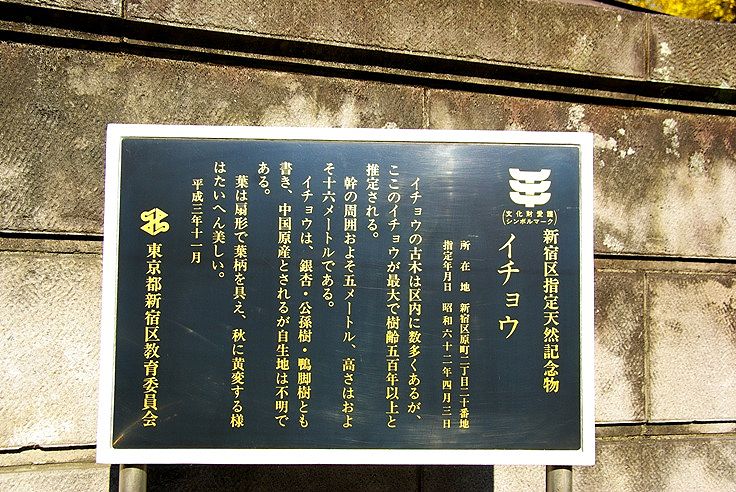 (文化財愛護
シンボルマーク)
新宿区指定天然記念物
イチョウ
所在地 新宿区原町二丁目二十番地
指定年月日 昭和六十二年四月三日
イチョウの古木は区内に数多くあるが、
ここのイチョウが最大で樹齢五百年以上と
推定される。
幹の周囲およそ五メートル、高さはおよ
そ十六メートルである。
イチョウは、銀杏・公孫樹・鴨脚樹とも
書き、中国原産とされるが自生地は不明で
ある。
葉は扇形で葉柄を具え、秋に黄変する様
はたいへん美しい。
平成三年十一月
東京都新宿区教育委員会